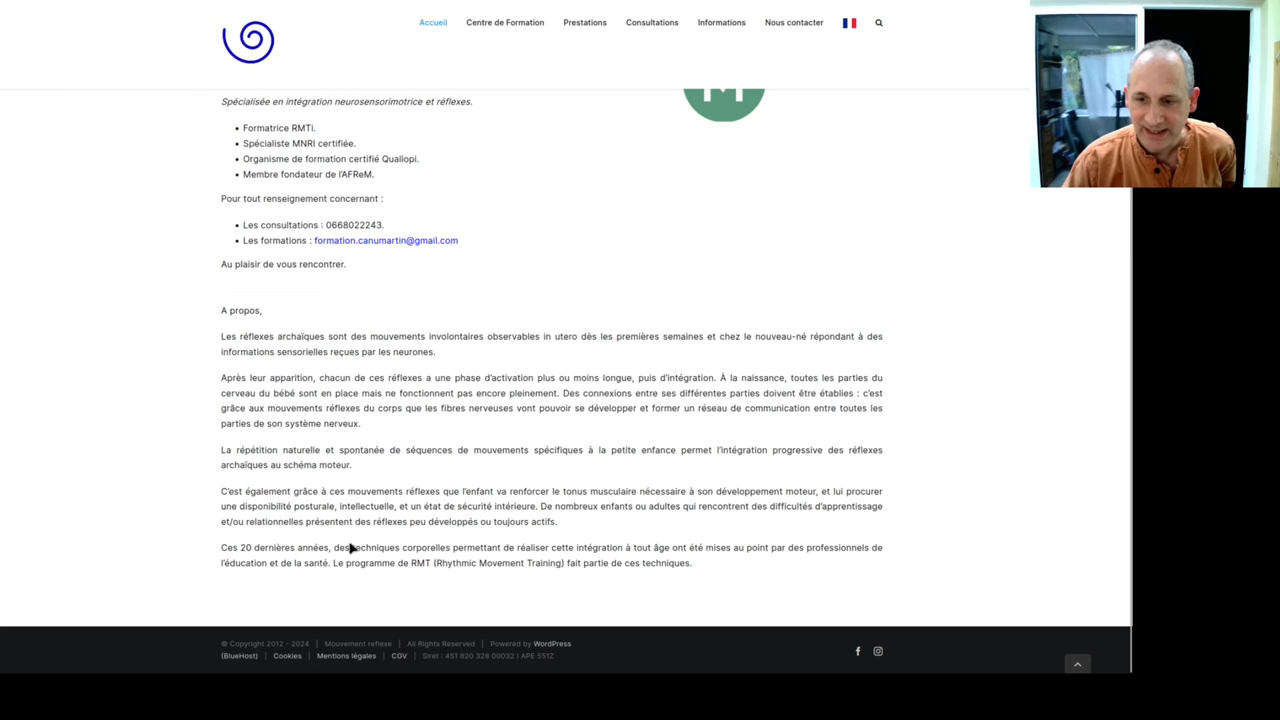 Accueil Centre de Formation Prestations Consultations Informations Nous contacter
Spécialisée en intégration neurosensorimotrice et réflexes.
• Formatrice RMTi.
• Spécialiste MNRI certifiée.
• Organisme de formation certifié Qualiopi.
• Membre fondateur de l'AFReM.
Pour tout renseignement concernant :
• Les consultations : 0668022243.
• Les formations : formation.canumartin@gmail.com
Au plaisir de vous rencontrer.
A propos,
Les réflexes archaïques sont des mouvements involontaires observables in utero dès les premières semaines et chez le nouveau-né répondant à des
informations sensorielles reçues par les neurones.
Après leur apparition, chacun de ces réflexes a une phase d'activation plus ou moins longue, puis d'intégration. À la naissance, toutes les parties du
cerveau du bébé sont en place mais ne fonctionnent pas encore pleinement. Des connexions entre ses différentes parties doivent être établies : c'est
grâce aux mouvements réflexes du corps que les fibres nerveuses vont pouvoir se développer et former un réseau de communication entre toutes les
parties de son système nerveux.
La répétition naturelle et spontanée de séquences de mouvements spécifiques à la petite enfance permet l'intégration progressive des réflexes
archaïques au schéma moteur.
C'est également grâce à ces mouvements réflexes que l'enfant va renforcer le tonus musculaire nécessaire à son développement moteur, et lui procurer
une disponibilité posturale, intellectuelle, et un état de sécurité intérieure. De nombreux enfants ou adultes qui rencontrent des difficultés d'apprentissage
et/ou relationnelles présentent des réflexes peu développés ou toujours actifs.
Ces 20 dernières années, des techniques corporelles permettant de réaliser cette intégration à tout âge ont été mises au point par des professionnels de
l'éducation et de la santé. Le programme de RMT (Rhythmic Movement Training) fait partie de ces techniques.
© Copyright 2012 - 2024 | Mouvement reflexe | All Rights Reserved | Powered by WordPress
(BlueHost) | Cookies | Mentions légales | CGV | Siret : 451 820 328 00032 I APE 551Z